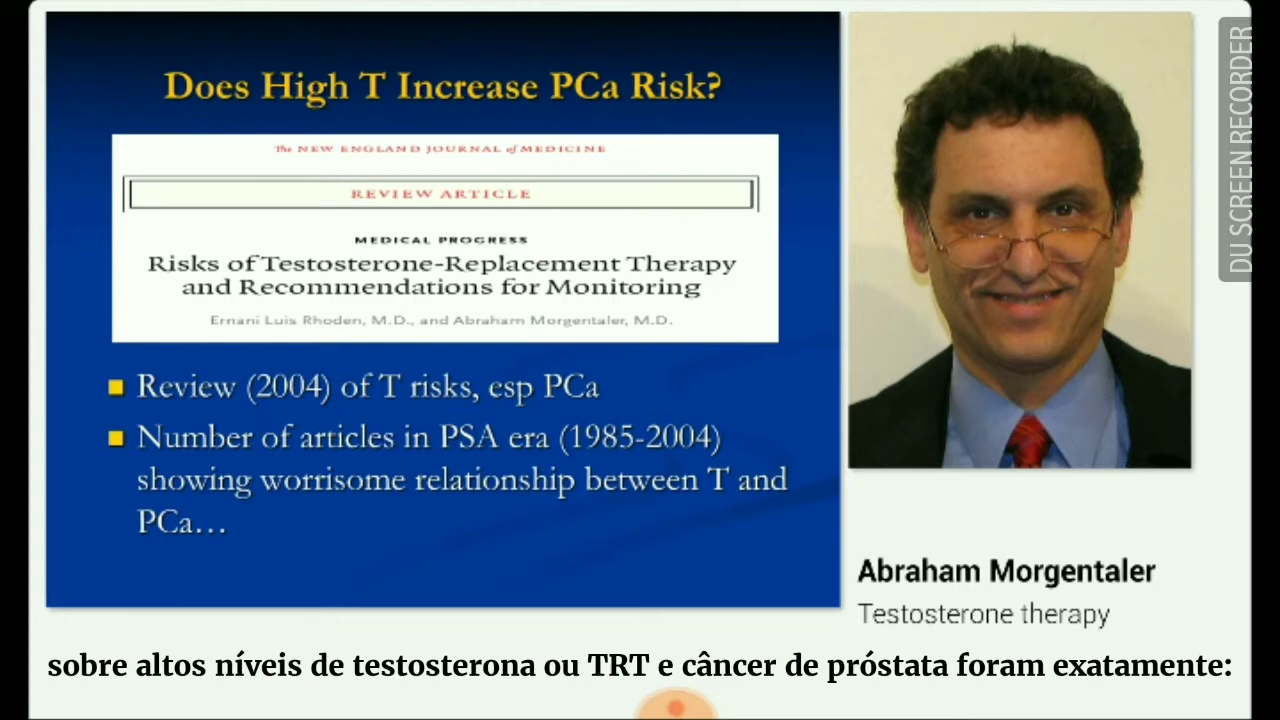 Does High T Increase PCa Risk?
The NEW ENGLAND JOURNAL of MEDICINE
REVIEW ARTICLE
MEDICAL PROGRESS
Risks of Testosterone-Replacement Therapy
and Recommendations for Monitoring
Ernani Luis Rhoden, M.D., and Abraham Morgentaler, M.D.
Review (2004) of T risks, esp PCa
Number of articles in PSA era (1985-2004)
showing worrisome relationship between T and
PCa...
DU SCREEN RECORDER
Abraham Morgentaler
Testosterone therapy
sobre altos níveis de testosterona ou TRT e câncer de próstata foram exatamente: